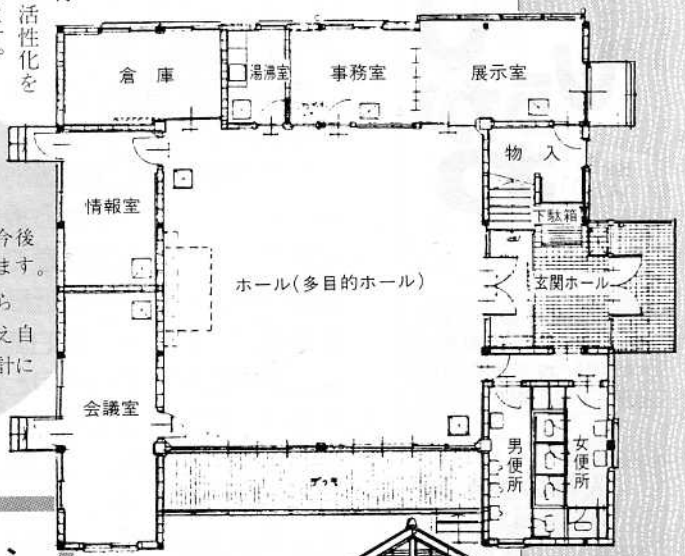 活性化を
す。
今後
ます。
ら
え自
計に
倉庫
湯沸室
事務室
展示室
物入
情報室
下駄箱
ホール(多目的ホール)
玄関ホール
会議室
男便所
女便所
デッキ